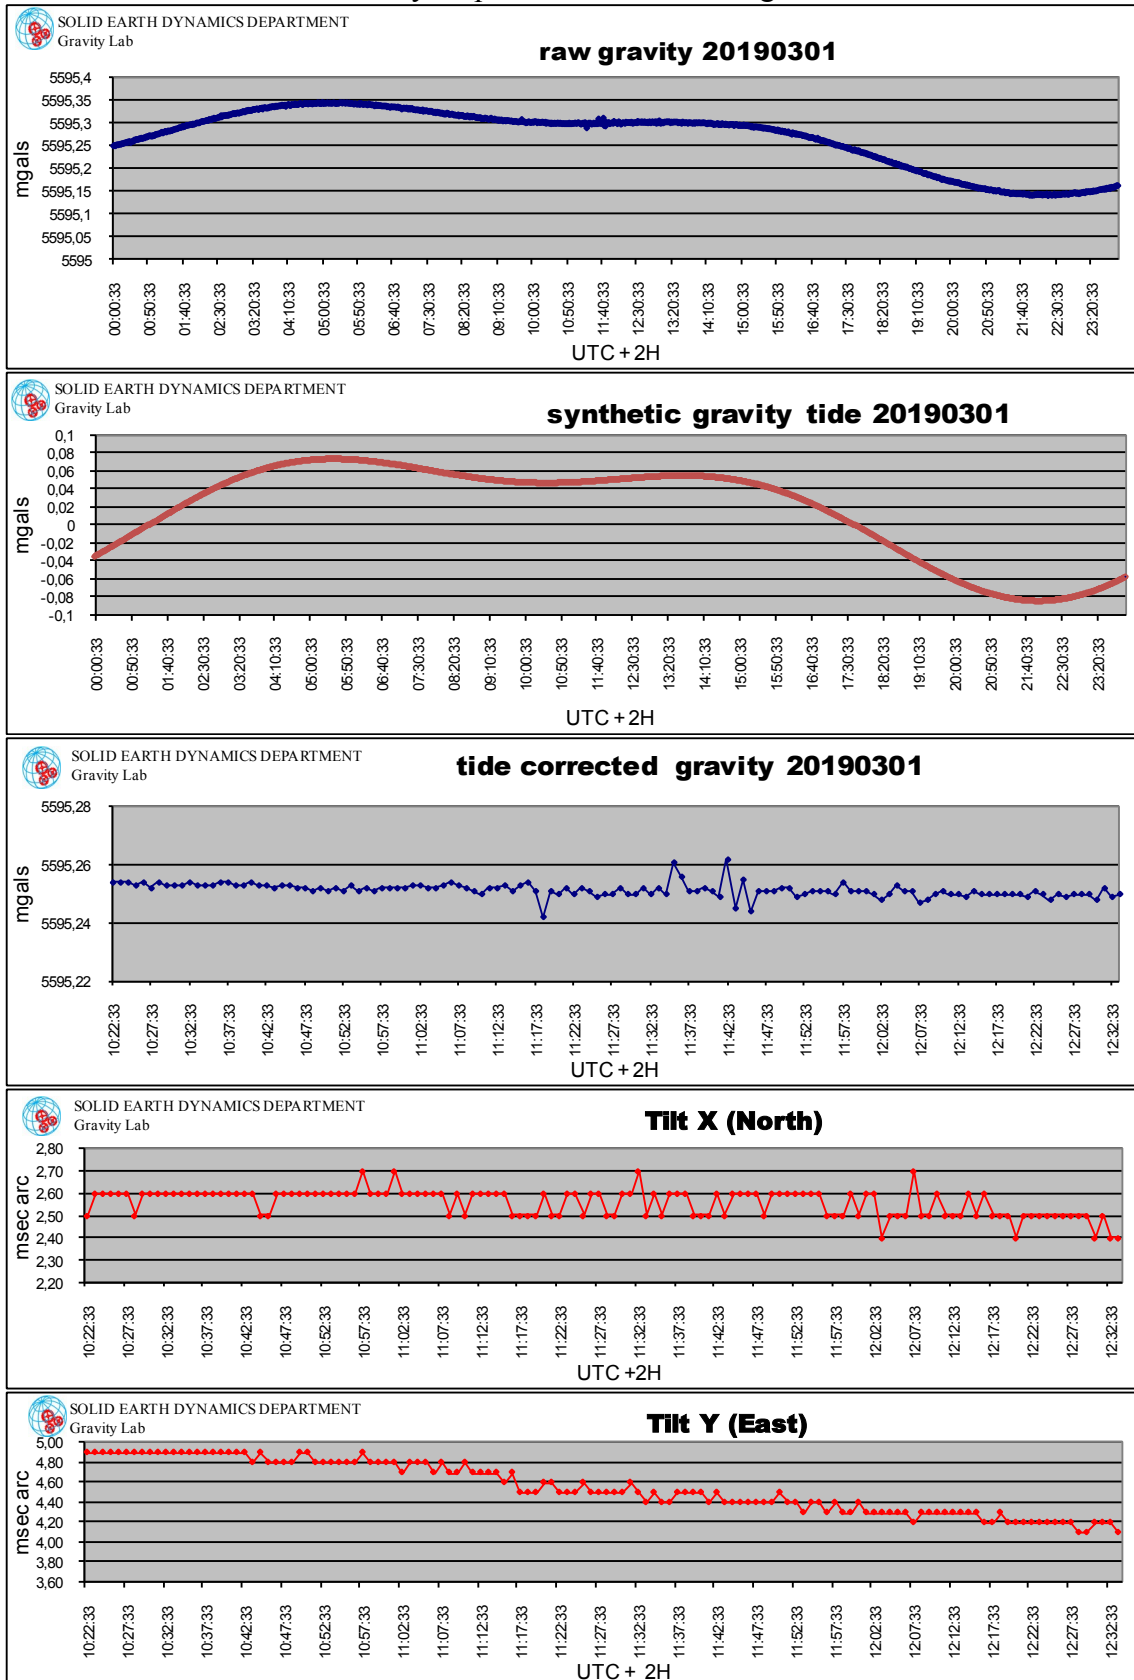 SOLID EARTH DYNAMICS DEPARTMENT
Gravity Lab
raw gravity 20190301
mgals
5595,4
5595,35
5595,3
5595,25
5595,2
5595,15
5595,1
5595,05
5595
00:00:33 00:50:33 01:40:33 02:30:33 03:20:33 04:10:33 05:00:33 05:50:33 06:40:33 07:30:33 08:20:33 09:10:33 10:00:33 10:50:33 11:40:33 12:30:33 13:20:33 14:10:33 15:00:33 15:50:33 16:40:33 17:30:33 18:20:33 19:10:33 20:00:33 20:50:33 21:40:33 22:30:33 23:20:33
UTC + 2H
SOLID EARTH DYNAMICS DEPARTMENT
Gravity Lab
synthetic gravity tide 20190301
mgals
0,1
0,08
0,06
0,04
0,02
0
-0,02
-0,04
-0,06
-0,08
-0,1
00:00:33 00:50:33 01:40:33 02:30:33 03:20:33 04:10:33 05:00:33 05:50:33 06:40:33 07:30:33 08:20:33 09:10:33 10:00:33 10:50:33 11:40:33 12:30:33 13:20:33 14:10:33 15:00:33 15:50:33 16:40:33 17:30:33 18:20:33 19:10:33 20:00:33 20:50:33 21:40:33 22:30:33 23:20:33
UTC + 2H
SOLID EARTH DYNAMICS DEPARTMENT
Gravity Lab
tide corrected gravity 20190301
mgals
5595,28
5595,26
5595,24
5595,22
10:22:33 10:27:33 10:32:33 10:37:33 10:42:33 10:47:33 10:52:33 10:57:33 11:02:33 11:07:33 11:12:33 11:17:33 11:22:33 11:27:33 11:32:33 11:37:33 11:42:33 11:47:33 11:52:33 11:57:33 12:02:33 12:07:33 12:12:33 12:17:33 12:22:33 12:27:33 12:32:33
UTC + 2H
SOLID EARTH DYNAMICS DEPARTMENT
Gravity Lab
Tilt X (North)
msec arc
2,80
2,70
2,60
2,50
2,40
2,30
2,20
10:22:33 10:27:33 10:32:33 10:37:33 10:42:33 10:47:33 10:52:33 10:57:33 11:02:33 11:07:33 11:12:33 11:17:33 11:22:33 11:27:33 11:32:33 11:37:33 11:42:33 11:47:33 11:52:33 11:57:33 12:02:33 12:07:33 12:12:33 12:17:33 12:22:33 12:27:33 12:32:33
UTC +2H
SOLID EARTH DYNAMICS DEPARTMENT
Gravity Lab
Tilt Y (East)
msec arc
5,00
4,80
4,60
4,40
4,20
4,00
3,80
3,60
10:22:33 10:27:33 10:32:33 10:37:33 10:42:33 10:47:33 10:52:33 10:57:33 11:02:33 11:07:33 11:12:33 11:17:33 11:22:33 11:27:33 11:32:33 11:37:33 11:42:33 11:47:33 11:52:33 11:57:33 12:02:33 12:07:33 12:12:33 12:17:33 12:22:33 12:27:33 12:32:33
UTC + 2H